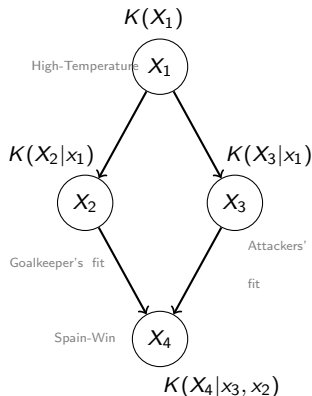 K(X₁)
High-Temperature
X₁
K(X₂|x₁)
K(X₃|x₁)
X₂
X₃
Goalkeeper's fit
Attackers'
fit
Spain-Win
X₄
K(X₄|x₃, x₂)